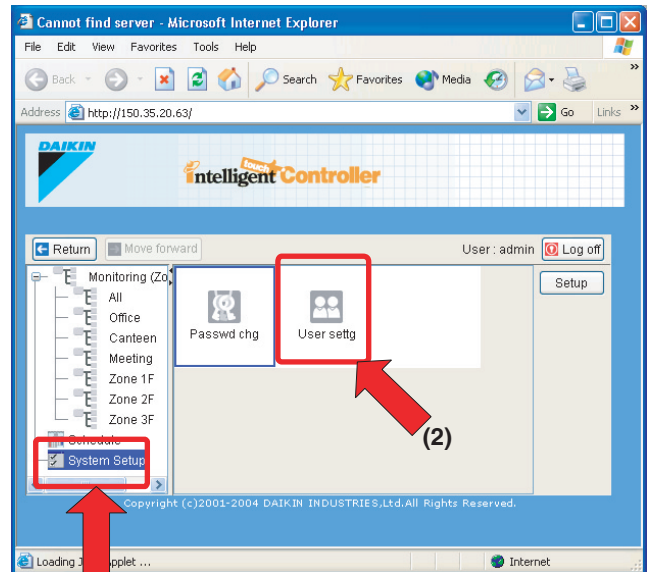 Cannot find server - Microsoft Internet Explorer
File Edit View Favorites Tools Help
Back Search Favorites Media »
Address http://150.35.20.63/ Go Links »
DAIKIN
intelligent touch Controller
Return Move forward User : admin Log off
Monitoring (Zo
All
Office
Canteen
Meeting
Zone 1F
Zone 2F
Zone 3F
Schedule
System Setup
Passwd chg
User settg
Setup
(2)
Copyright (c)2001-2004 DAIKIN INDUSTRIES,Ltd.All Rights Reserved.
Loading ... Internet